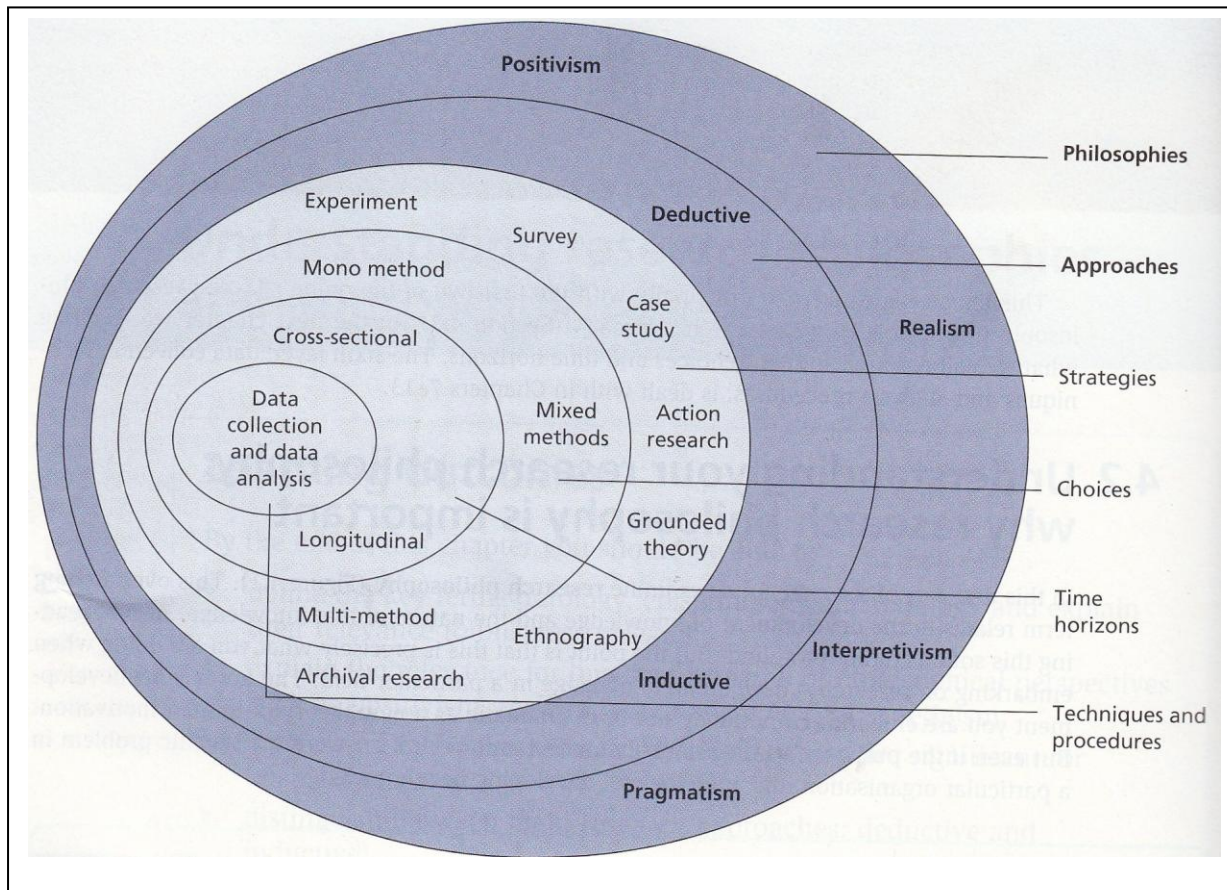 Positivism
Philosophies
Experiment
Deductive
Survey
Mono method
Approaches
Case
study
Cross-sectional
Realism
Strategies
Data
collection
and data
analysis
Mixed
methods
Action
research
Choices
Grounded
theory
Longitudinal
Time
horizons
Multi-method
Ethnography
Interpretivism
Archival research
Inductive
Techniques and
procedures
Pragmatism